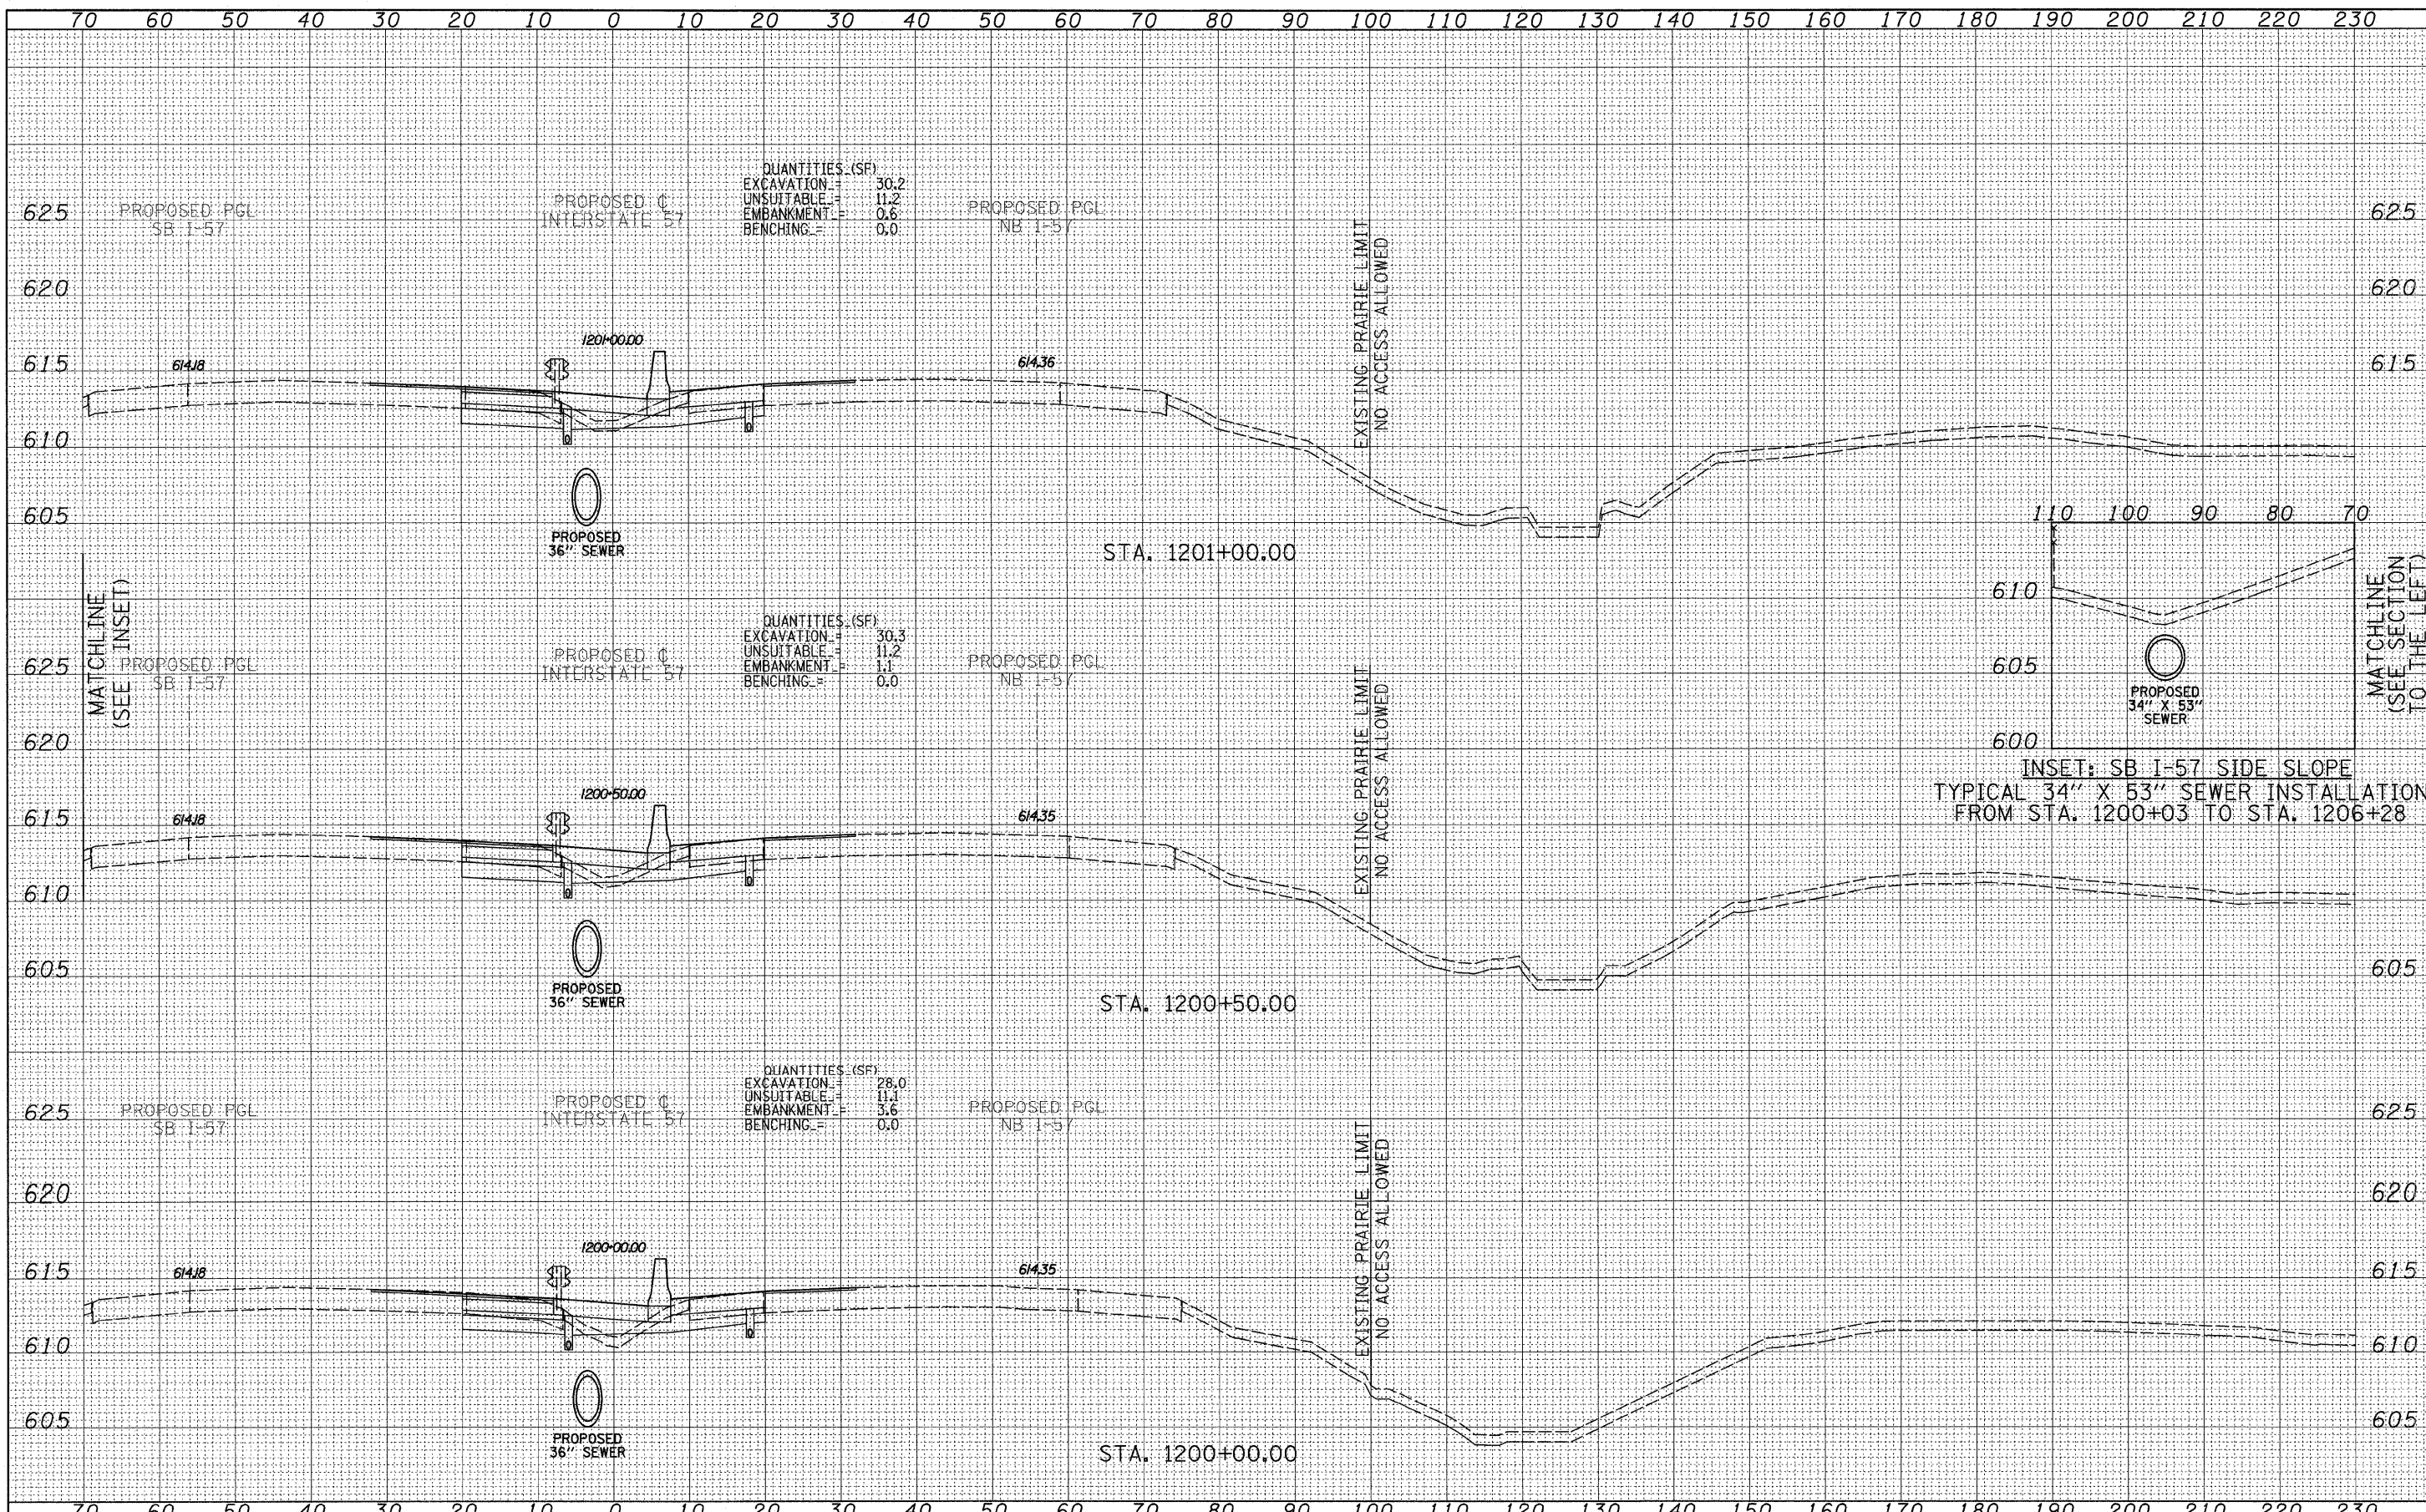 70 60 50 40 30 20 10 0 10 20 30 40 50 60 70 80 90 100 110 120 130 140 150 160 170 180 190 200 210 220 230
QUANTITIES (SF)
EXCAVATION = 30.2
UNSUITABLE = 11.2
EMBANKMENT = 0.6
BENCHING = 0.0
625 PROPOSED PGL
SB I-57
PROPOSED ℄
INTERSTATE 57
PROPOSED PGL
NB I-57
625
EXISTING PRAIRIE LIMIT
NO ACCESS ALLOWED
620 620
1201+00.00
615 614.18 614.36 615
610
605
PROPOSED
36" SEWER
STA. 1201+00.00
110 100 90 80 70
610
605
600
PROPOSED
34" X 53"
SEWER
MATCHLINE
(SEE SECTION
TO THE LEFT)
INSET: SB I-57 SIDE SLOPE
TYPICAL 34" X 53" SEWER INSTALLATION
FROM STA. 1200+03 TO STA. 1206+28
MATCHLINE
(SEE INSET)
QUANTITIES (SF)
EXCAVATION = 30.3
UNSUITABLE = 11.2
EMBANKMENT = 1.1
BENCHING = 0.0
625 PROPOSED PGL
SB I-57
PROPOSED ℄
INTERSTATE 57
PROPOSED PGL
NB I-57
EXISTING PRAIRIE LIMIT
NO ACCESS ALLOWED
620
1200+50.00
615 614.18 614.35
610
605 605
PROPOSED
36" SEWER
STA. 1200+50.00
QUANTITIES (SF)
EXCAVATION = 28.0
UNSUITABLE = 11.1
EMBANKMENT = 3.6
BENCHING = 0.0
625 PROPOSED PGL
SB I-57
PROPOSED ℄
INTERSTATE 57
PROPOSED PGL
NB I-57
625
EXISTING PRAIRIE LIMIT
NO ACCESS ALLOWED
620 620
1200+00.00
615 614.18 614.35 615
610 610
605 605
PROPOSED
36" SEWER
STA. 1200+00.00
70 60 50 40 30 20 10 0 10 20 30 40 50 60 70 80 90 100 110 120 130 140 150 160 170 180 190 200 210 220 230